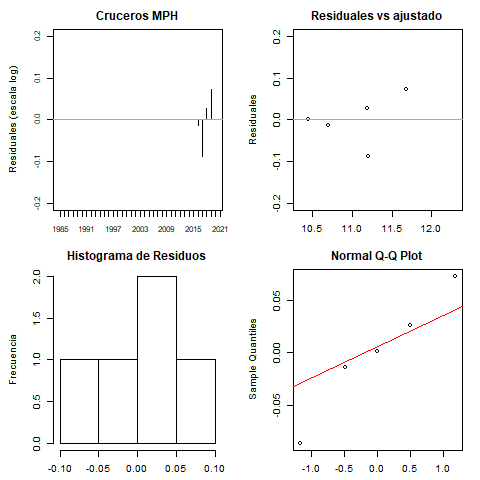 Cruceros MPH
Residuales (escala log)
0.2
0.1
0.0
-0.1
-0.2
1985 1991 1997 2003 2009 2015 2021
Residuales vs ajustado
Residuales
0.2
0.1
0.0
-0.1
-0.2
10.5 11.0 11.5 12.0
Histograma de Residuos
Frecuencia
2.0
1.5
1.0
0.5
0.0
-0.10 0.00 0.05 0.10
Normal Q-Q Plot
Sample Quantiles
0.05
0.00
-0.05
-1.0 -0.5 0.0 0.5 1.0